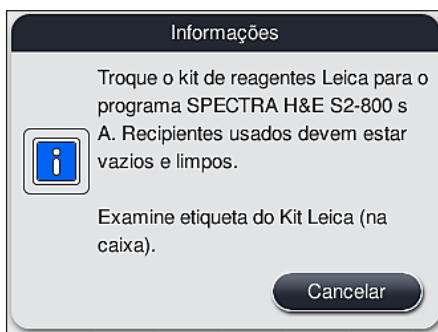 Informações
Troque o kit de reagentes Leica para o
programa SPECTRA H&E S2-800 s
A. Recipientes usados devem estar
vazios e limpos.
Examine etiqueta do Kit Leica (na
caixa).
Cancelar